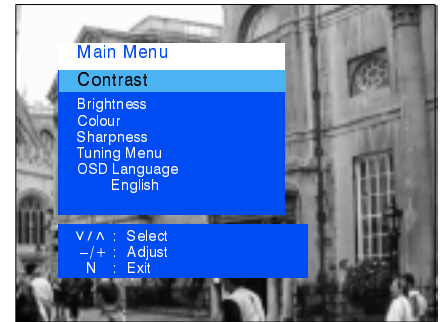 Main Menu
Contrast
Brightness
Colour
Sharpness
Tuning Menu
OSD Language
English
∨/∧ : Select
–/+ : Adjust
N : Exit